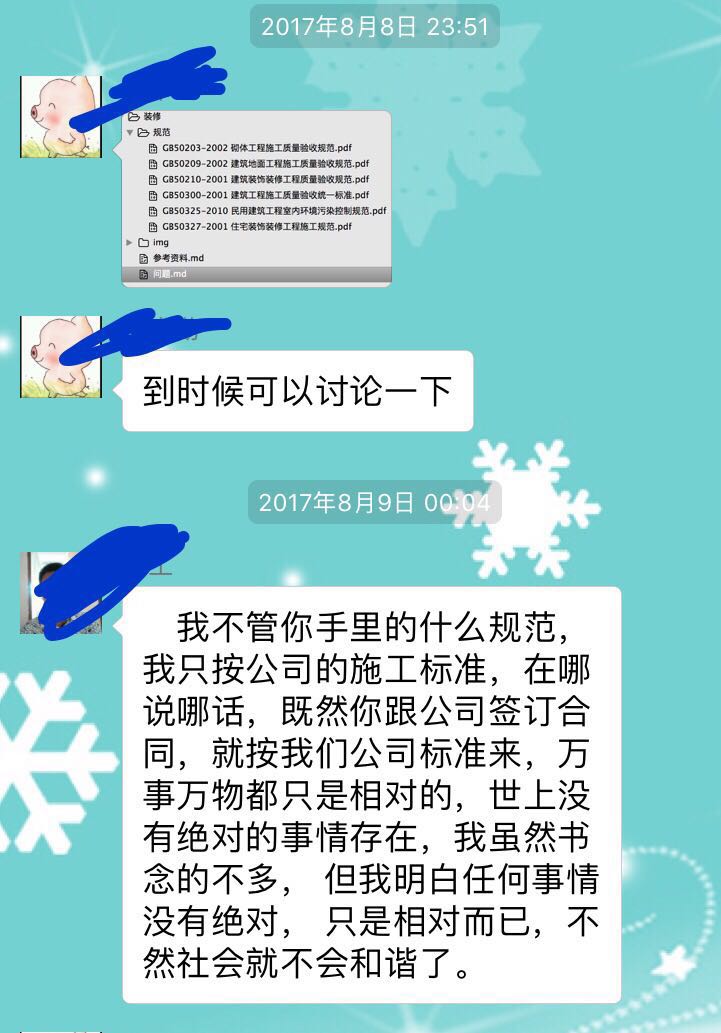 2017年8月8日 23:51
装修
规范
GB50203-2002 砌体工程施工质量验收规范.pdf
GB50209-2002 建筑地面工程施工质量验收规范.pdf
GB50210-2001 建筑装饰装修工程质量验收规范.pdf
GB50300-2001 建筑工程施工质量验收统一标准.pdf
GB50325-2010 民用建筑工程室内环境污染控制规范.pdf
GB50327-2001 住宅装饰装修工程施工规范.pdf
img
参考资料.md
问题.md
到时候可以讨论一下
2017年8月9日 00:04
我不管你手里的什么规范，
我只按公司的施工标准，在哪
说哪话，既然你跟公司签订合
同，就按我们公司标准来，万
事万物都只是相对的，世上没
有绝对的事情存在，我虽然书
念的不多， 但我明白任何事情
没有绝对， 只是相对而已，不
然社会就不会和谐了。